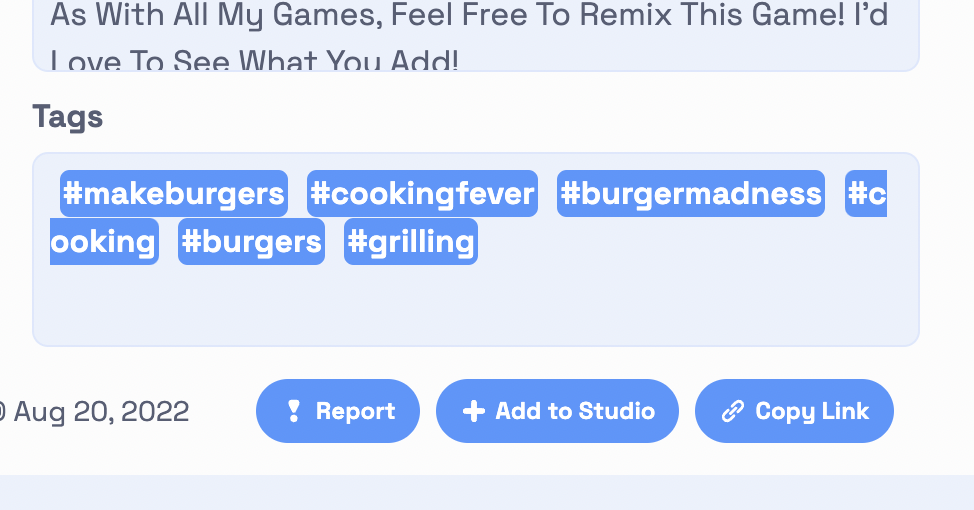 As With All My Games, Feel Free To Remix This Game! I'd
Love To See What You Add!
Tags
#makeburgers #cookingfever #burgermadness #c
ooking #burgers #grilling
Aug 20, 2022
Report
Add to Studio
Copy Link